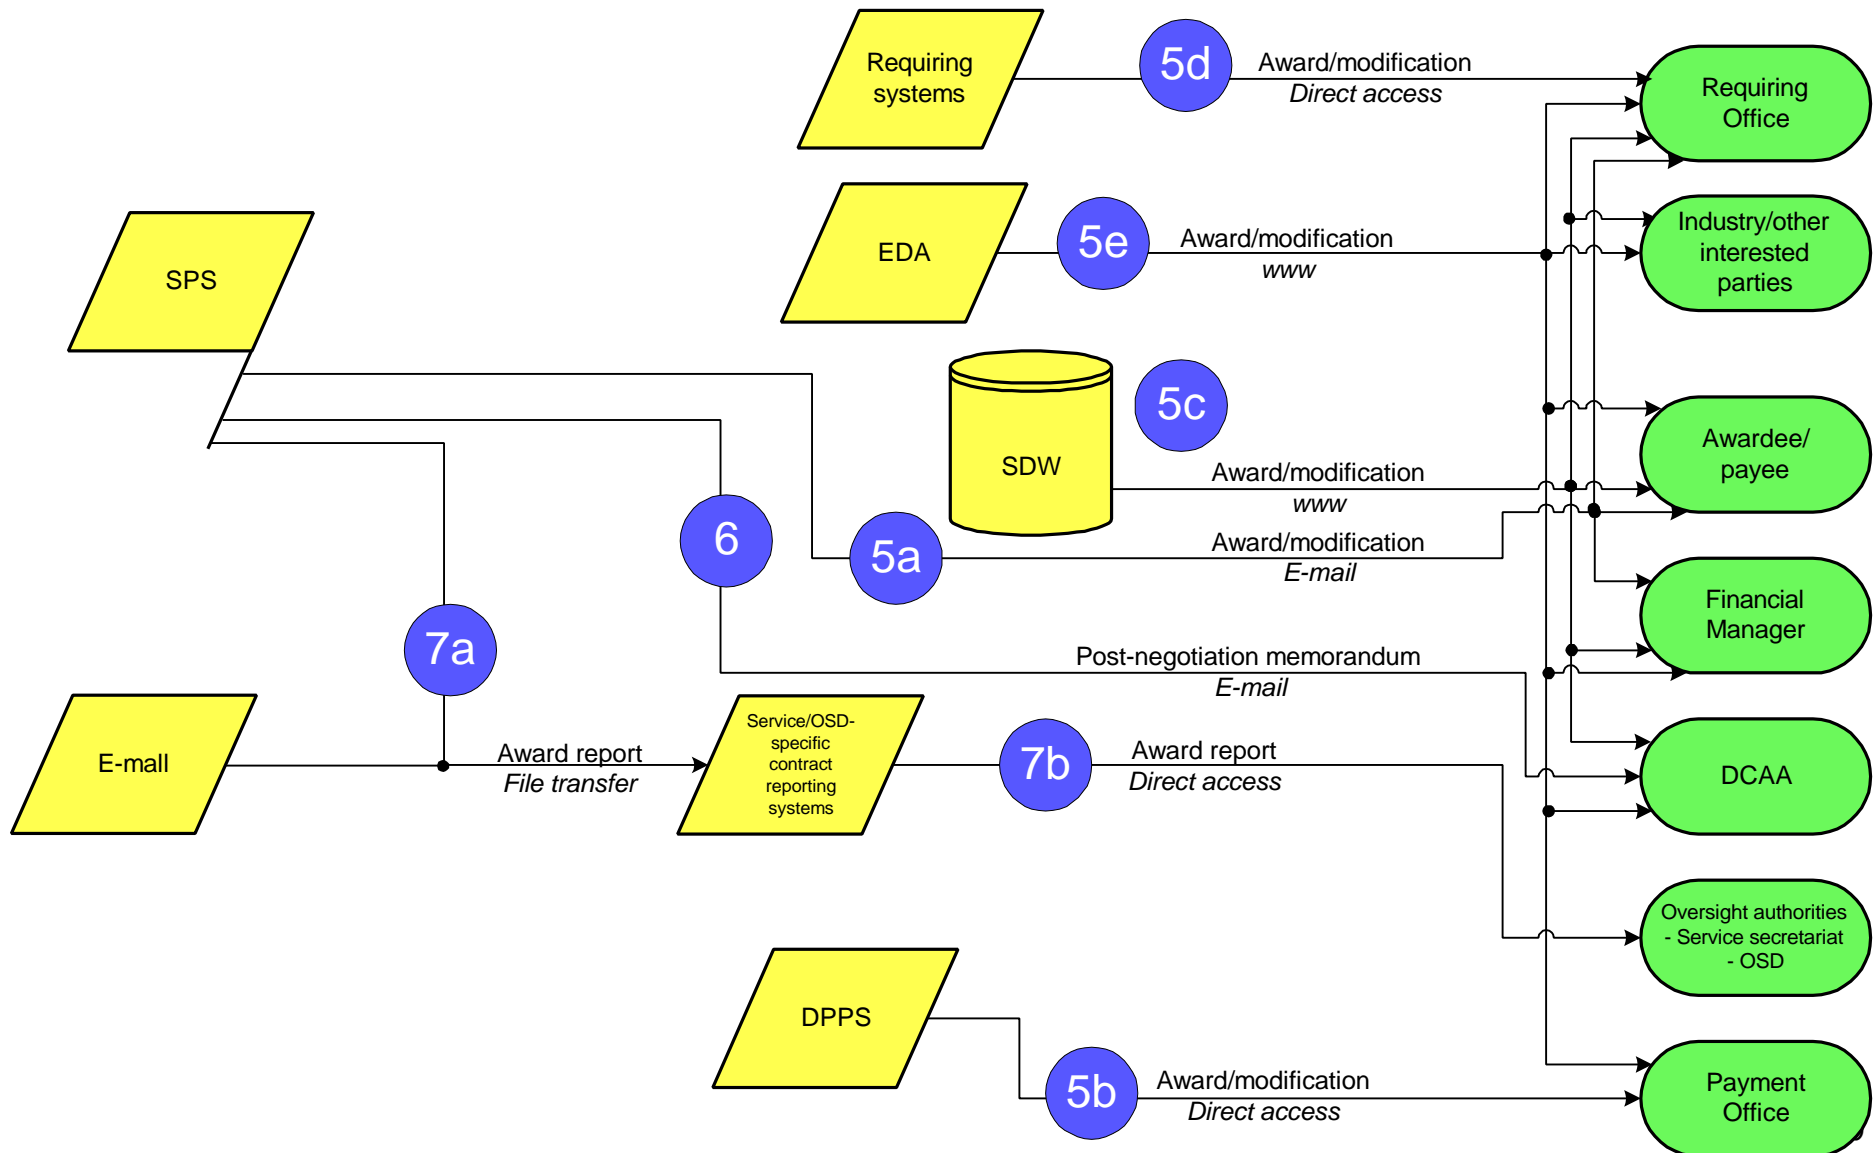 Requiring
systems
5d
Award/modification
Direct access
Requiring
Office
SPS
EDA
5e
Award/modification
www
Industry/other
interested
parties
SDW
5c
Award/modification
www
Awardee/
payee
6
5a
Award/modification
E-mail
Financial
Manager
7a
Post-negotiation memorandum
E-mail
E-mall
Award report
File transfer
Service/OSD-
specific
contract
reporting
systems
7b
Award report
Direct access
DCAA
Oversight authorities
- Service secretariat
- OSD
DPPS
5b
Award/modification
Direct access
Payment
Office